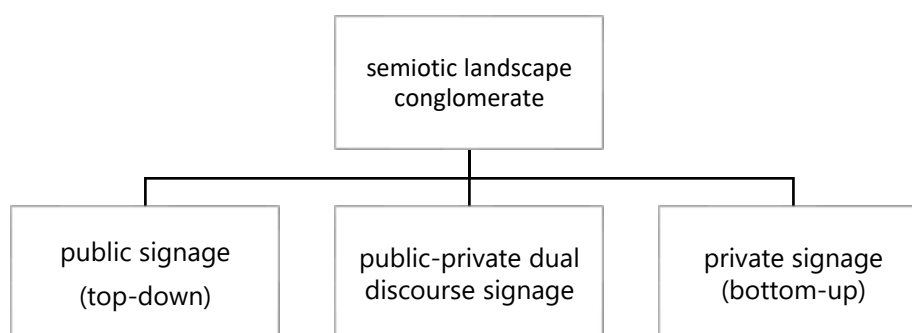 semiotic landscape
conglomerate
public signage
(top-down)
public-private dual
discourse signage
private signage
(bottom-up)